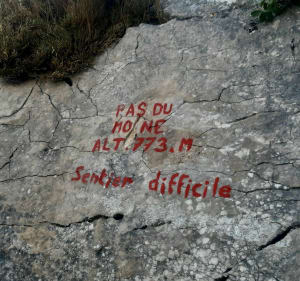 PAS DU
MOINE
ALT. 773. M
Sentier difficile